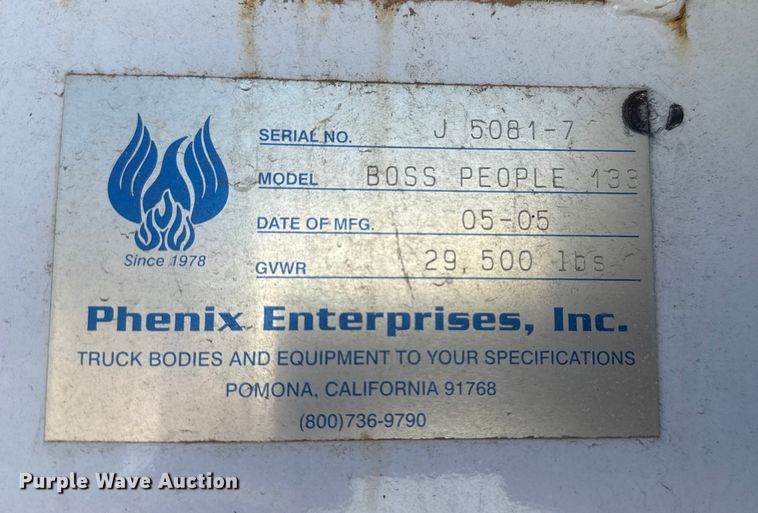 SERIAL NO. J 5081-7
MODEL BOSS PEOPLE 133
DATE OF MFG. 05-05
Since 1978
GVWR 29,500 lbs
Phenix Enterprises, Inc.
TRUCK BODIES AND EQUIPMENT TO YOUR SPECIFICATIONS
POMONA, CALIFORNIA 91768
(800)736-9790
Purple Wave Auction